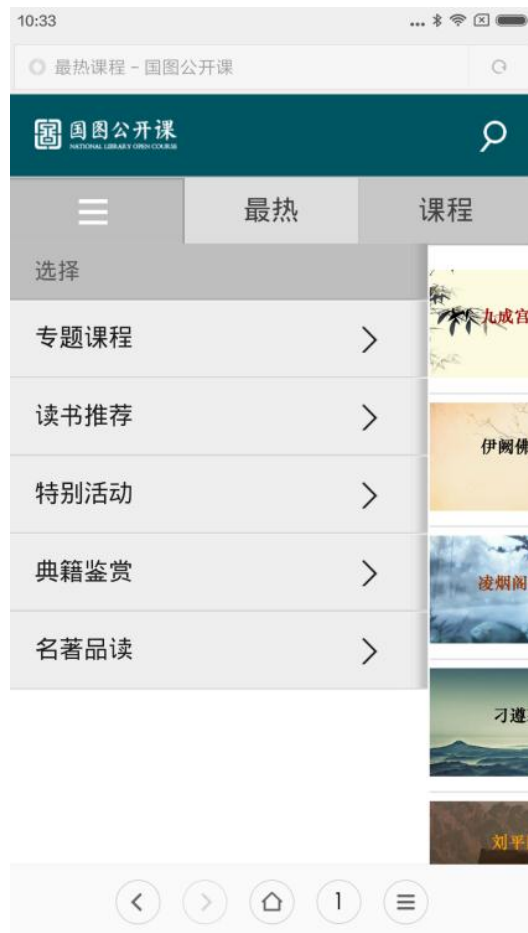 10:33
最热课程 - 国图公开课
国图公开课
NATIONAL LIBRARY OPEN COURSE
最热
课程
选择
专题课程
读书推荐
特别活动
典籍鉴赏
名著品读
九成宫
伊阙佛
凌烟阁
刁遵
刘平
1